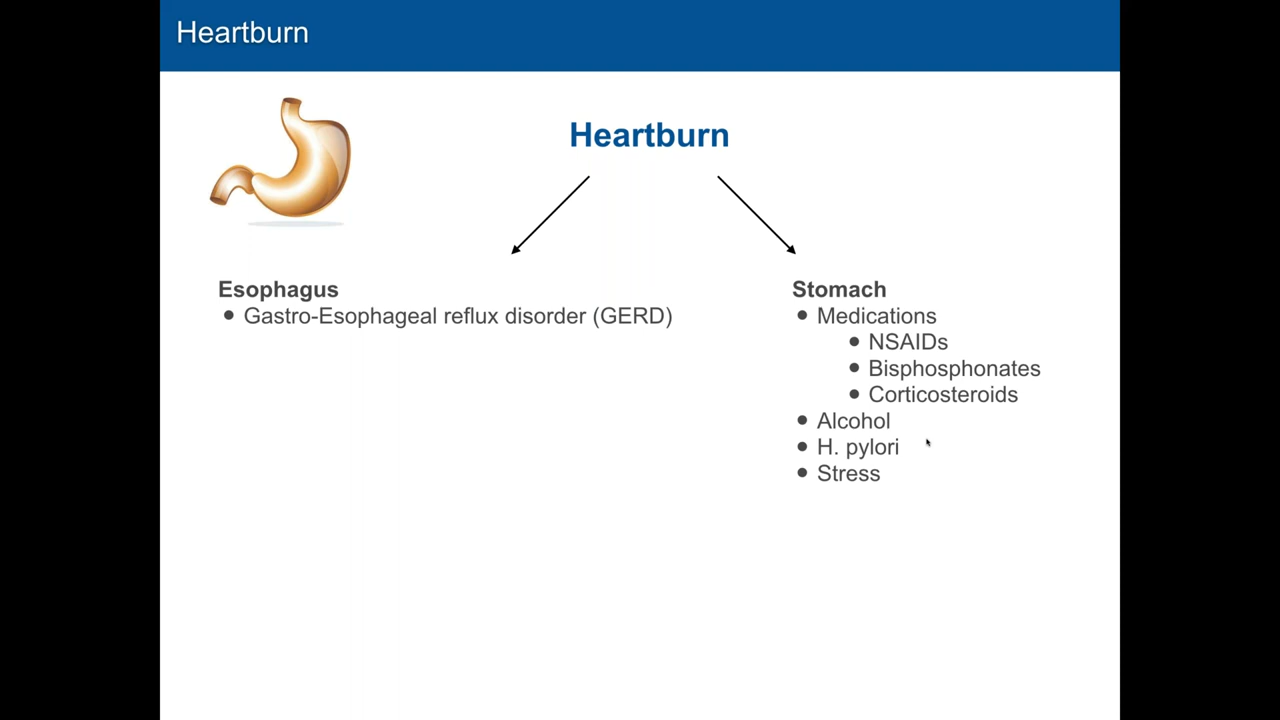 Heartburn
Heartburn
Esophagus
• Gastro-Esophageal reflux disorder (GERD)
Stomach
• Medications
• NSAIDs
• Bisphosphonates
• Corticosteroids
• Alcohol
• H. pylori
• Stress